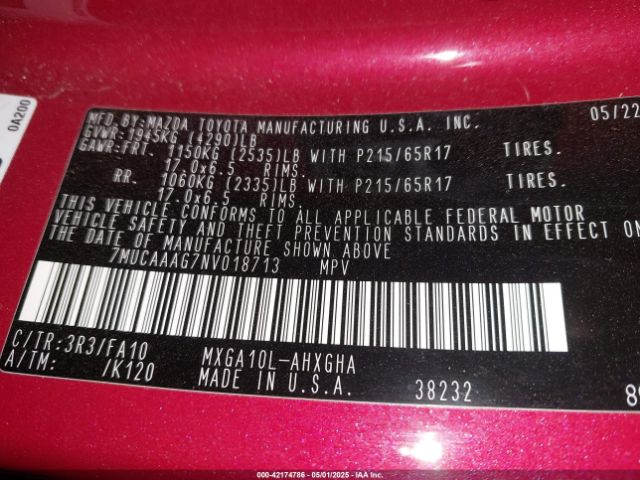 0A200
MFD.BY:MAZDA TOYOTA MANUFACTURING U.S.A. INC. 05/22
GVWR:1945KG (4290)LB
GAWR:FRT. 1150KG (2535)LB WITH P215/65R17 TIRES.
17.0x6.5 RIMS.
RR. 1060KG (2335)LB WITH P215/65R17 TIRES.
17.0x6.5 RIMS.
THIS VEHICLE CONFORMS TO ALL APPLICABLE FEDERAL MOTOR
VEHICLE SAFETY AND THEFT PREVENTION STANDARDS IN EFFECT ON
THE DATE OF MANUFACTURE SHOWN ABOVE
7MUCAAAG7NV018713 MPV
C/TR:3R3/FA10 MXGA10L-AHXGHA
A/TM: /K120 MADE IN U.S.A. 38232
000-42174786 - 05/01/2025 - IAA Inc.